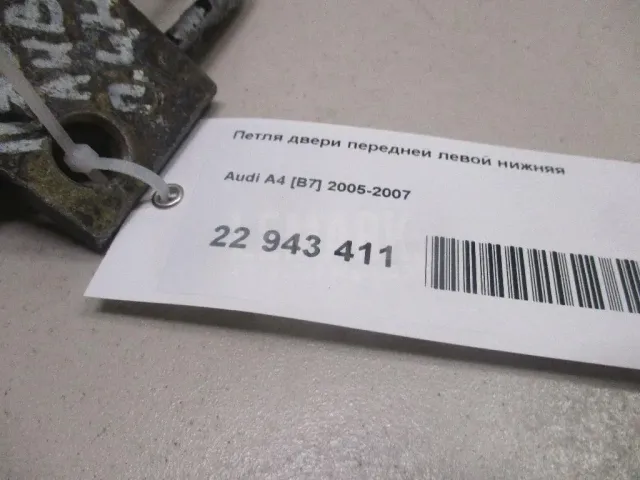 Петля двери передней левой нижняя
Audi A4 [B7] 2005-2007
22 943 411